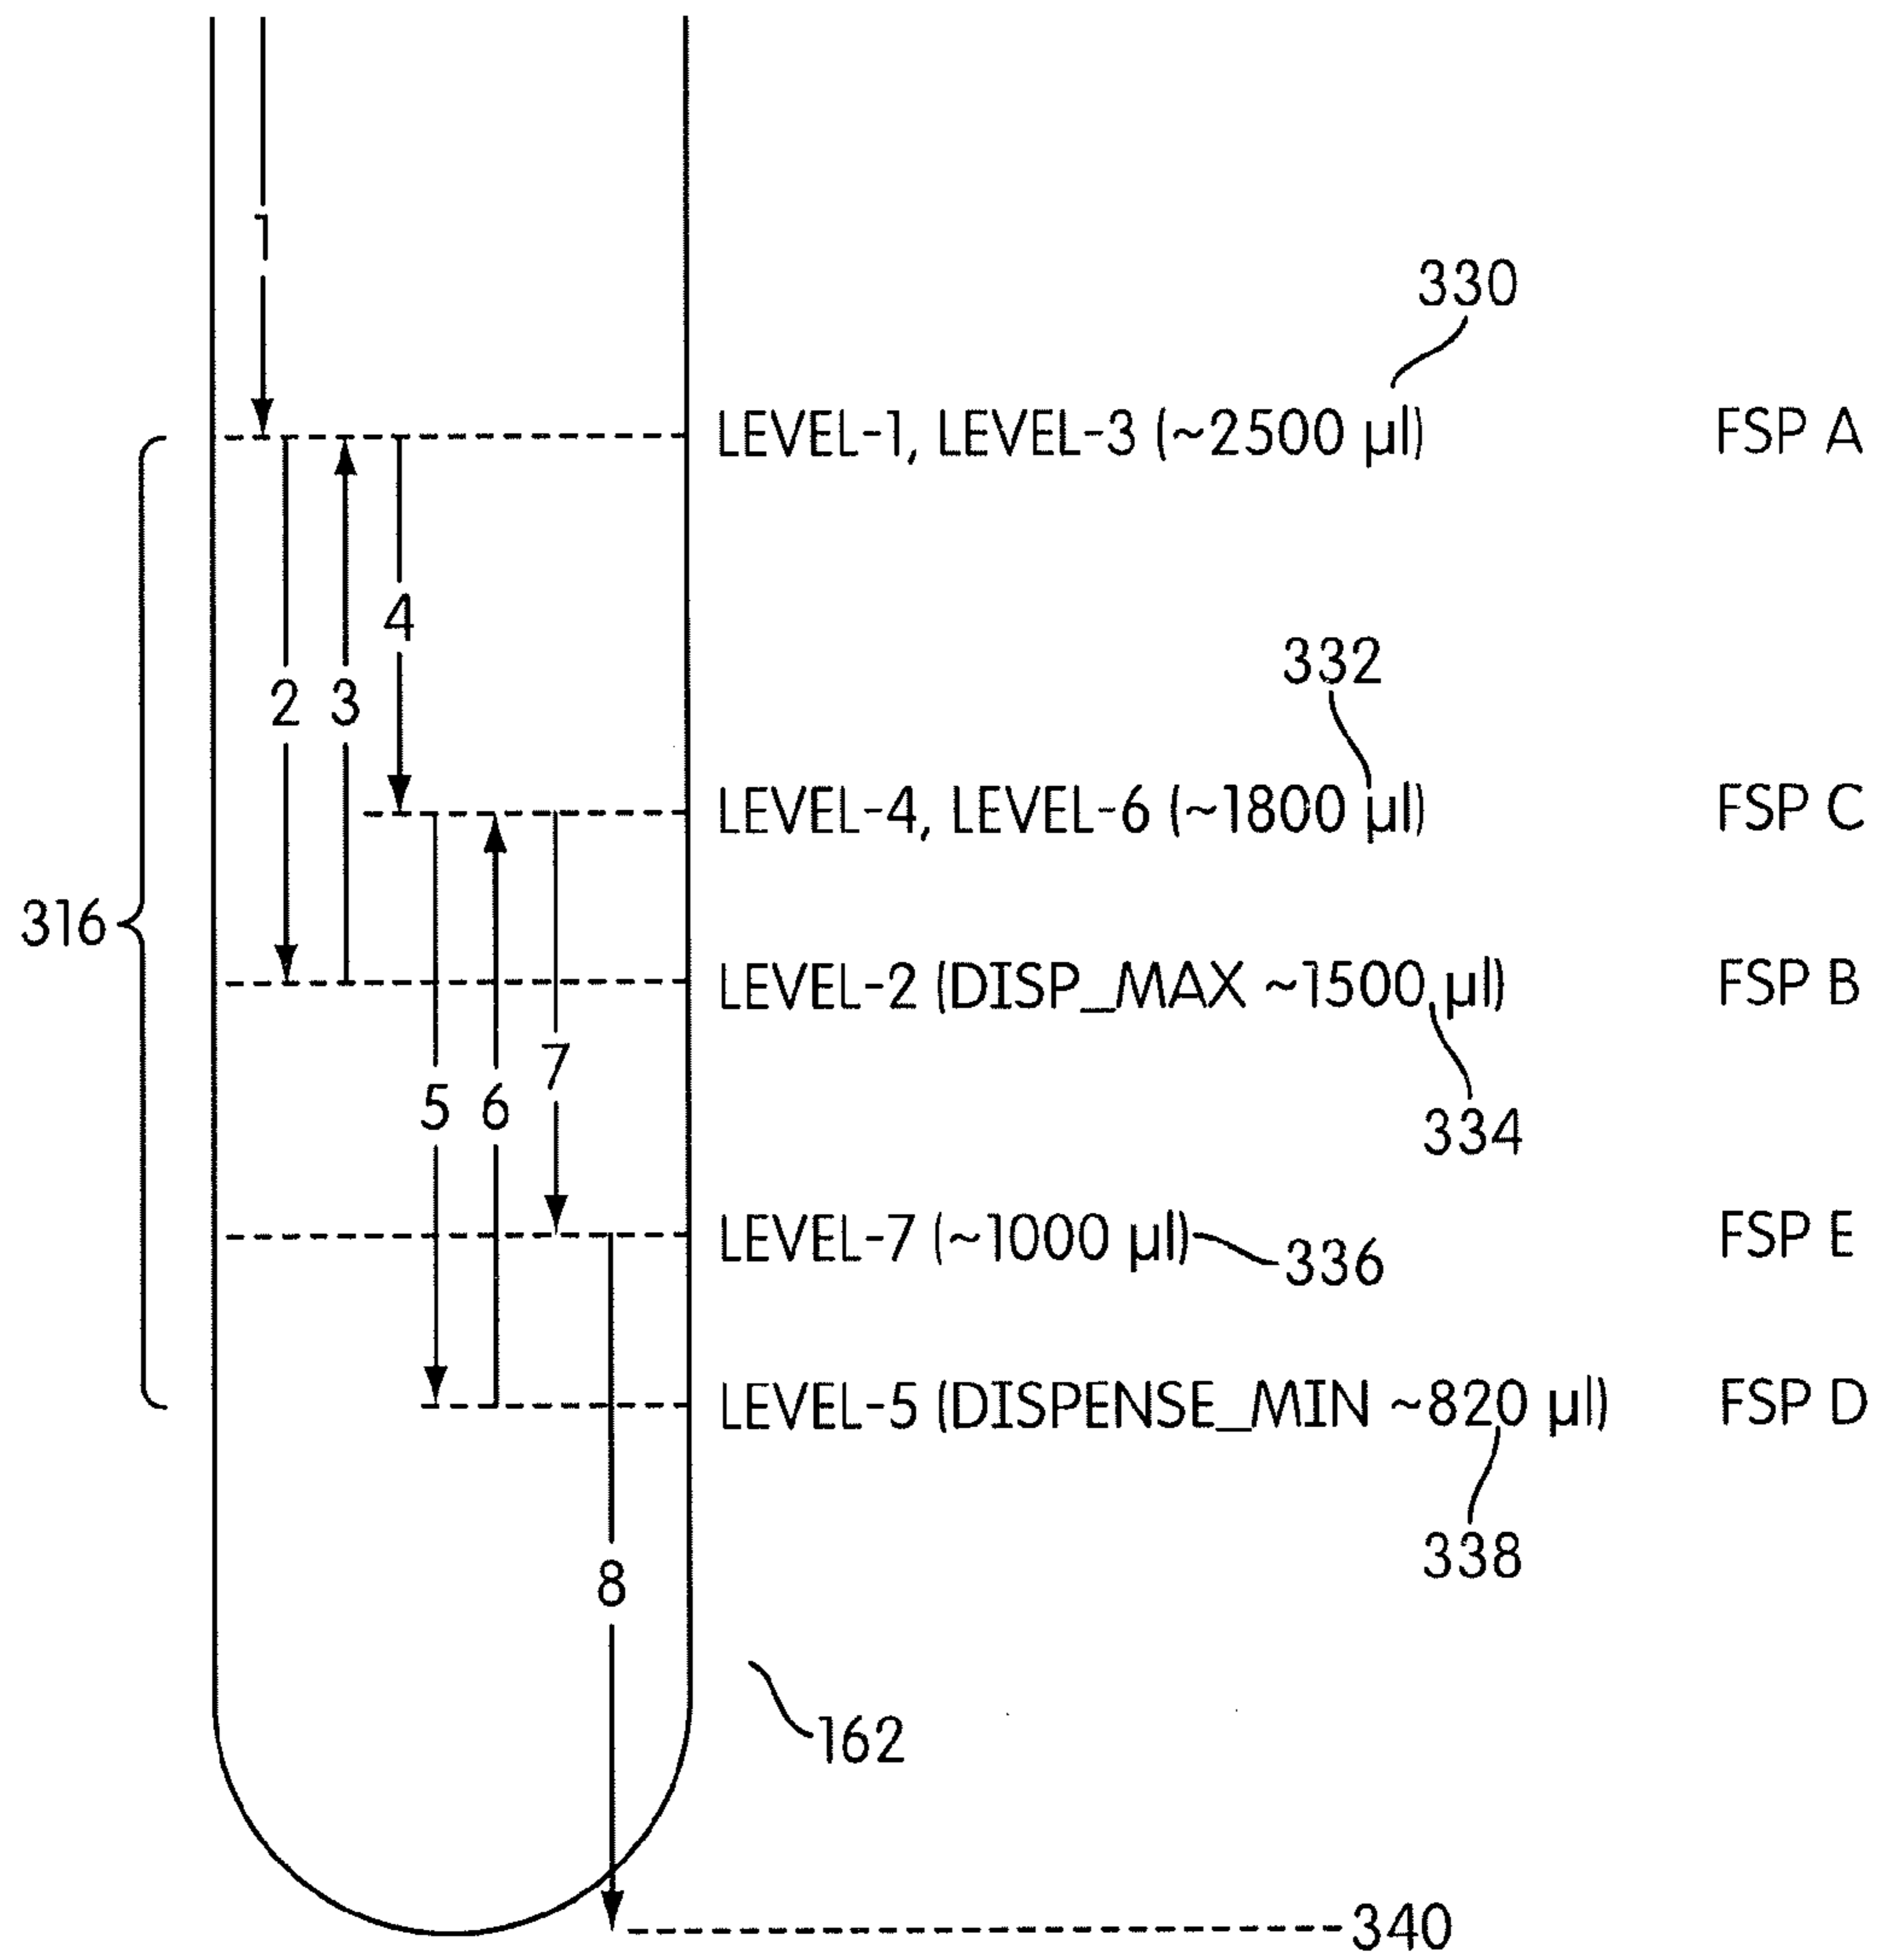 1
330
LEVEL-1, LEVEL-3 (~2500 µl) FSP A
4
332
2 3
LEVEL-4, LEVEL-6 (~1800 µl) FSP C
316
LEVEL-2 (DISP_MAX ~1500 µl) FSP B
7
5 6
334
LEVEL-7 (~1000 µl) FSP E
336
LEVEL-5 (DISPENSE_MIN ~820 µl) FSP D
338
8
162
340